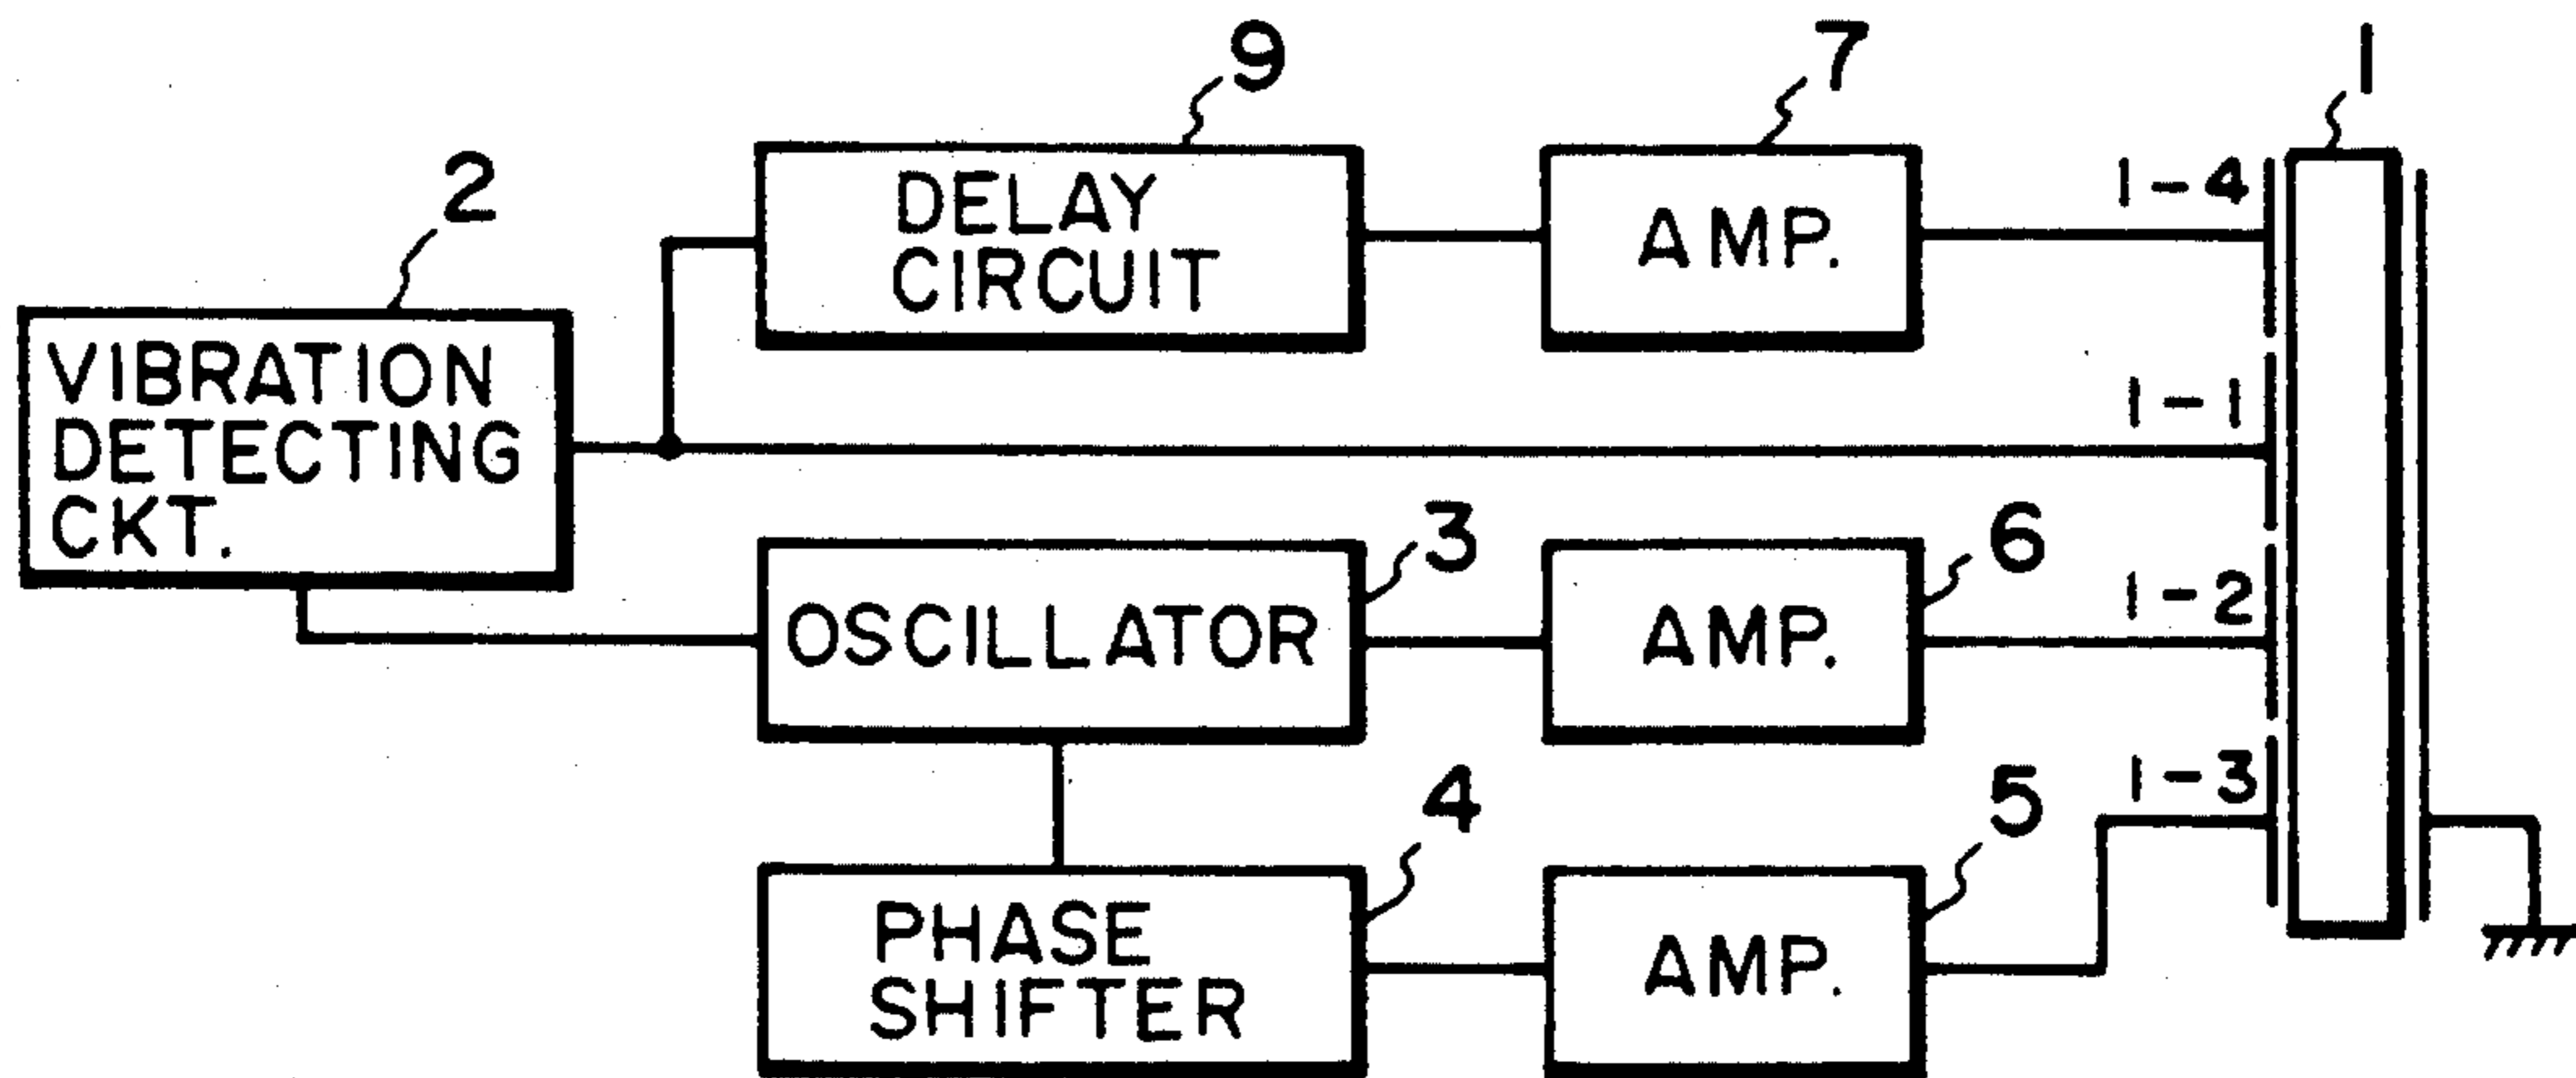 9
7
1
2
DELAY
CIRCUIT
AMP.
1-4
VIBRATION
DETECTING
CKT.
1-1
3
6
OSCILLATOR
AMP.
1-2
4
5
1-3
PHASE
SHIFTER
AMP.